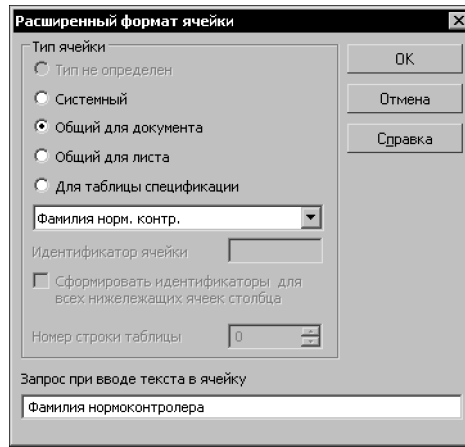 Расширенный формат ячейки
Тип ячейки
Тип не определен
Системный
Общий для документа
Общий для листа
Для таблицы спецификации
Фамилия норм. контр.
Идентификатор ячейки
Сформировать идентификаторы для
всех нижележащих ячеек столбца
Номер строки таблицы 0
Запрос при вводе текста в ячейку
Фамилия нормоконтролера
OK
Отмена
Справка